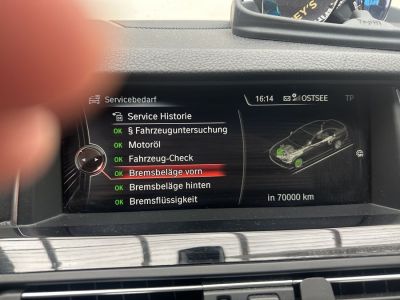 Servicebedarf
16:14 OSTSEE TP
Service Historie
OK § Fahrzeuguntersuchung
OK Motoröl
OK Fahrzeug-Check
OK Bremsbeläge vorn
OK Bremsbeläge hinten
OK Bremsflüssigkeit
in 70000 km